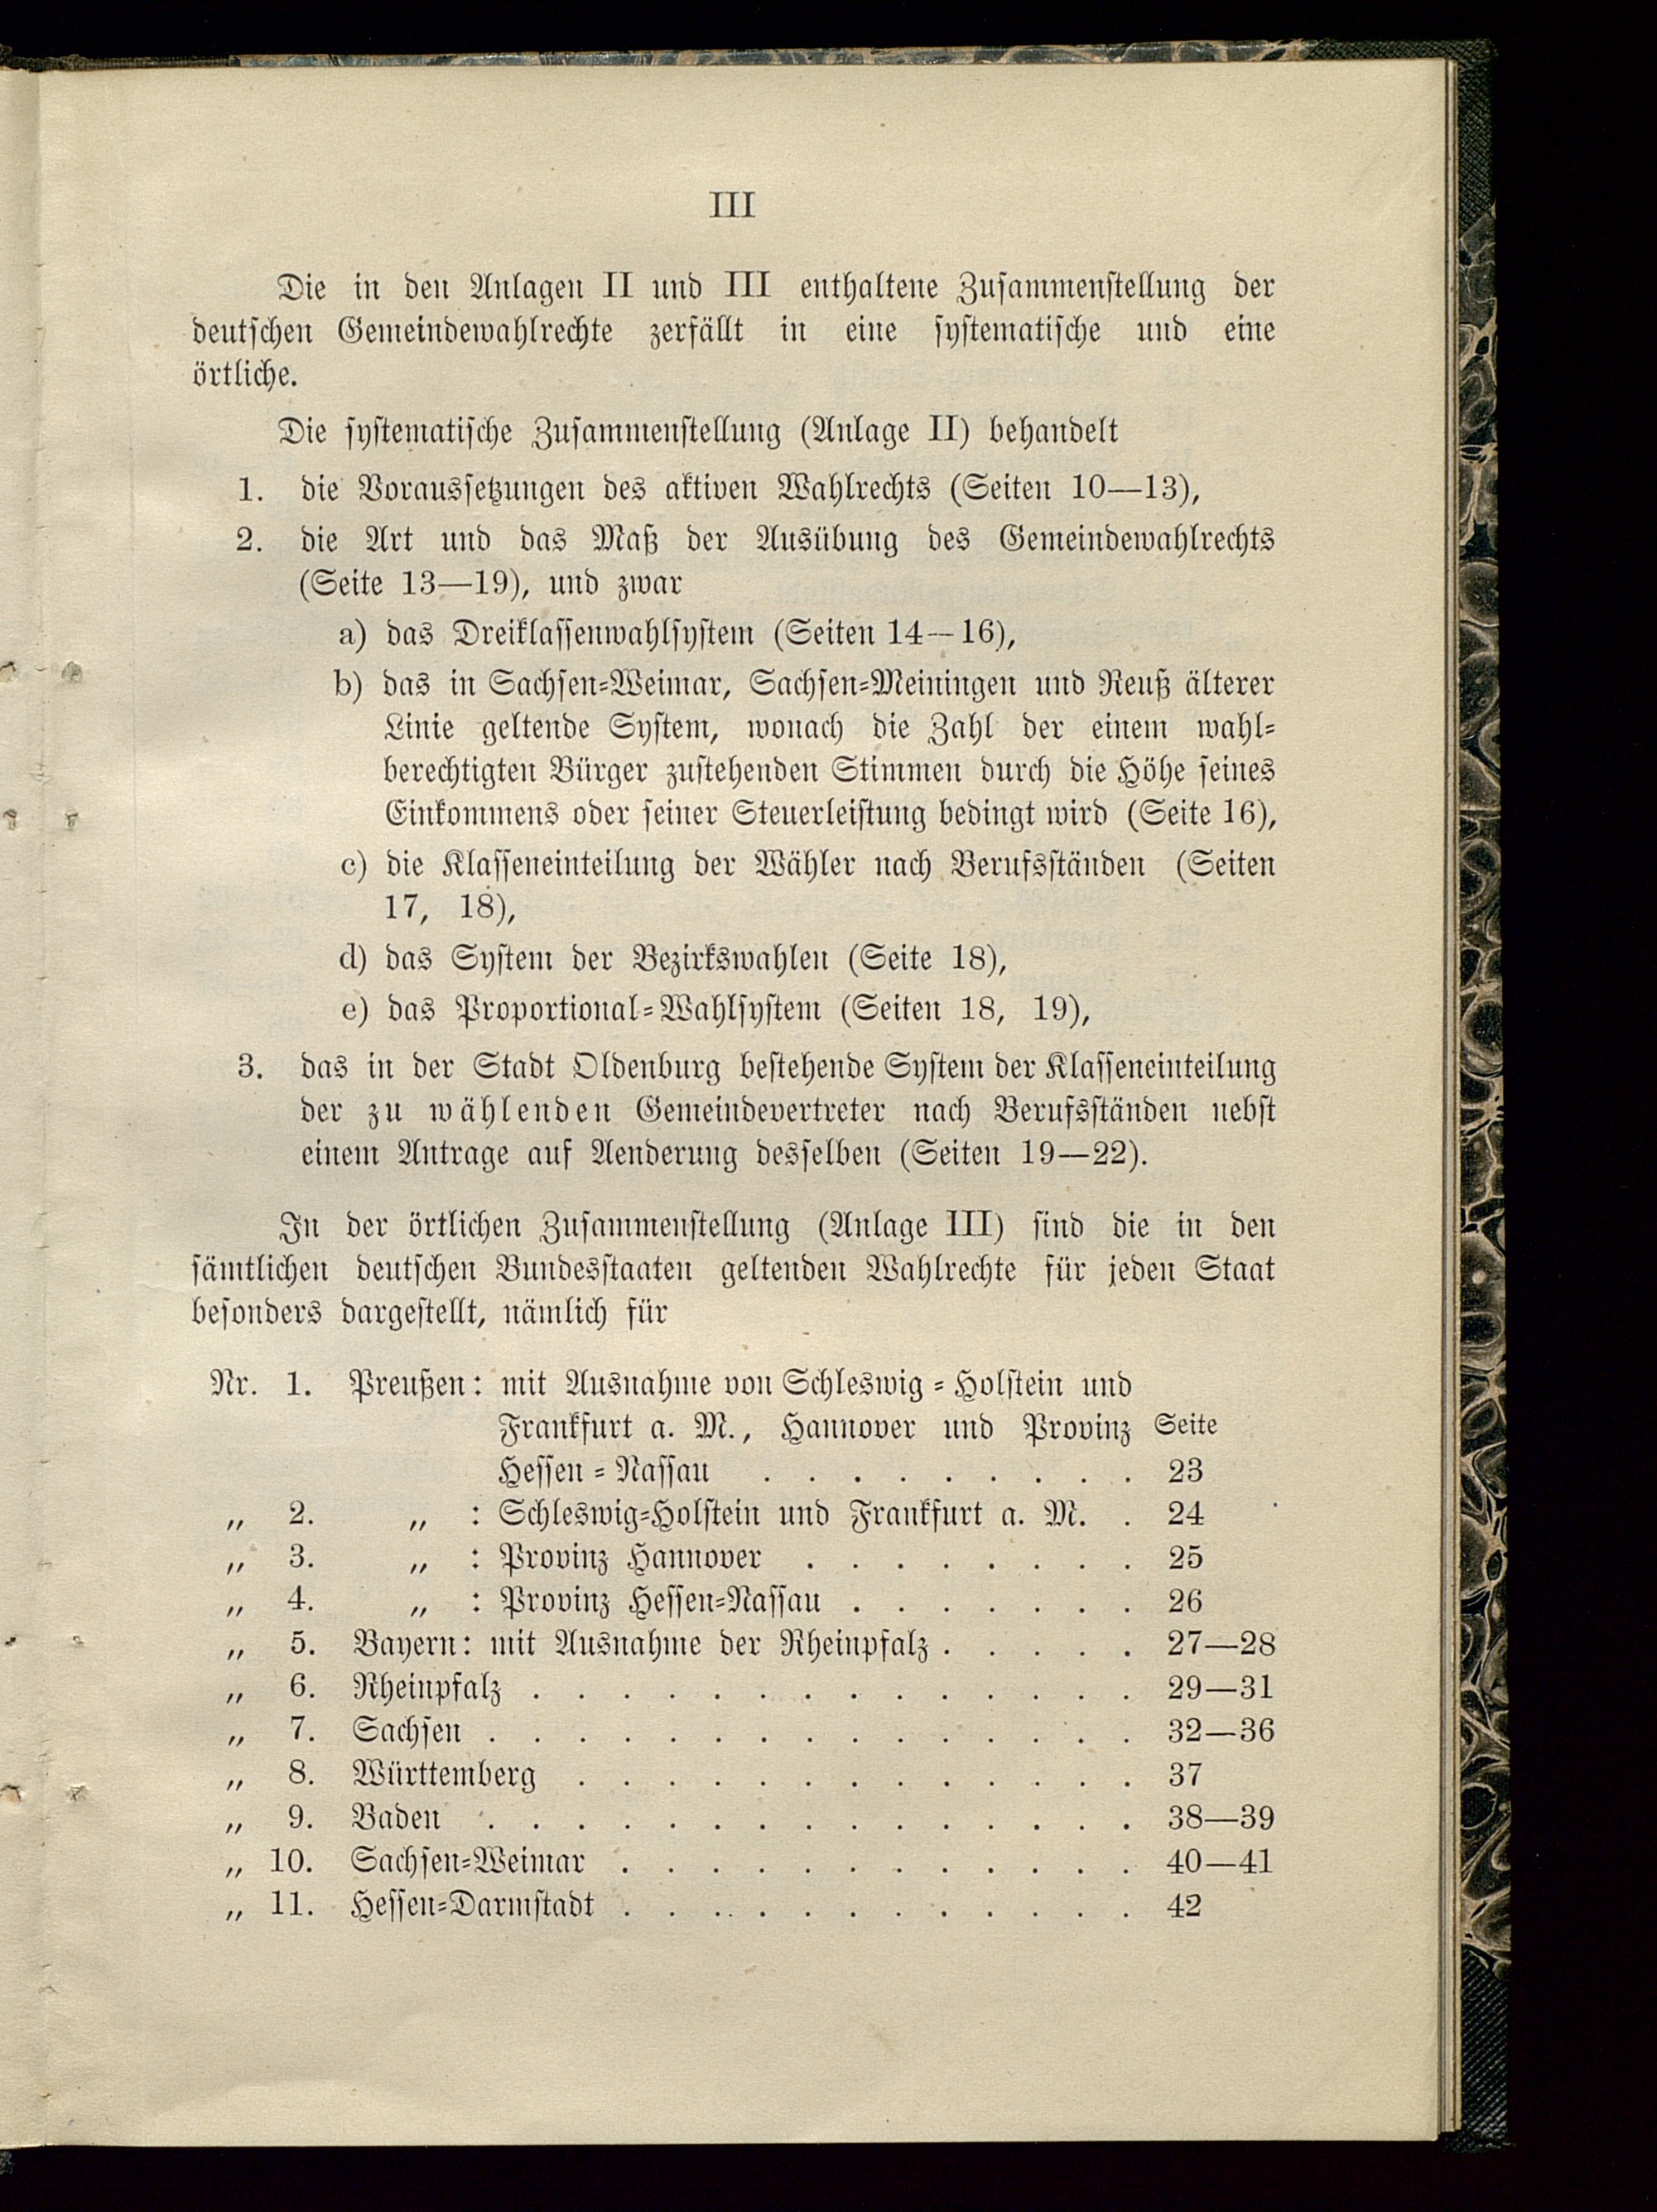 III
Die in den Anlagen II und III enthaltene Zusammenstellung der
deutschen Gemeindewahlrechte zerfällt in eine systematische und eine
örtliche.
Die systematische Zusammenstellung (Anlage II) behandelt
1. die Voraussetzungen des aktiven Wahlrechts (Seiten 10—13),
2. die Art und das Maß der Ausübung des Gemeindewahlrechts
(Seite 13—19), und zwar
a) das Dreiklassenwahlsystem (Seiten 14—16),
b) das in Sachsen=Weimar, Sachsen=Meiningen und Reuß älterer
Linie geltende System, wonach die Zahl der einem wahl=
berechtigten Bürger zustehenden Stimmen durch die Höhe seines
Einkommens oder seiner Steuerleistung bedingt wird (Seite 16),
c) die Klasseneinteilung der Wähler nach Berufsständen (Seiten
17, 18),
d) das System der Bezirkswahlen (Seite 18),
e) das Proportional=Wahlsystem (Seiten 18, 19),
3. das in der Stadt Oldenburg bestehende System der Klasseneinteilung
der zu wählenden Gemeindevertreter nach Berufsständen nebst
einem Antrage auf Aenderung desselben (Seiten 19—22).
In der örtlichen Zusammenstellung (Anlage III) sind die in den
sämtlichen deutschen Bundesstaaten geltenden Wahlrechte für jeden Staat
besonders dargestellt, nämlich für
Nr. 1. Preußen: mit Ausnahme von Schleswig = Holstein und
Frankfurt a. M., Hannover und Provinz Seite
Hessen = Nassau . . . . . . . . . 23
„ 2. „ : Schleswig=Holstein und Frankfurt a. M. . 24
„ 3. „ : Provinz Hannover . . . . . . . . 25
„ 4. „ : Provinz Hessen=Nassau . . . . . . . 26
„ 5. Bayern: mit Ausnahme der Rheinpfalz . . . . . 27—28
„ 6. Rheinpfalz . . . . . . . . . . . . . . 29—31
„ 7. Sachsen . . . . . . . . . . . . . . . 32—36
„ 8. Württemberg . . . . . . . . . . . . . 37
„ 9. Baden . . . . . . . . . . . . . . . 38—39
„ 10. Sachsen=Weimar . . . . . . . . . . . . 40—41
„ 11. Hessen=Darmstadt . . . . . . . . . . . . 42